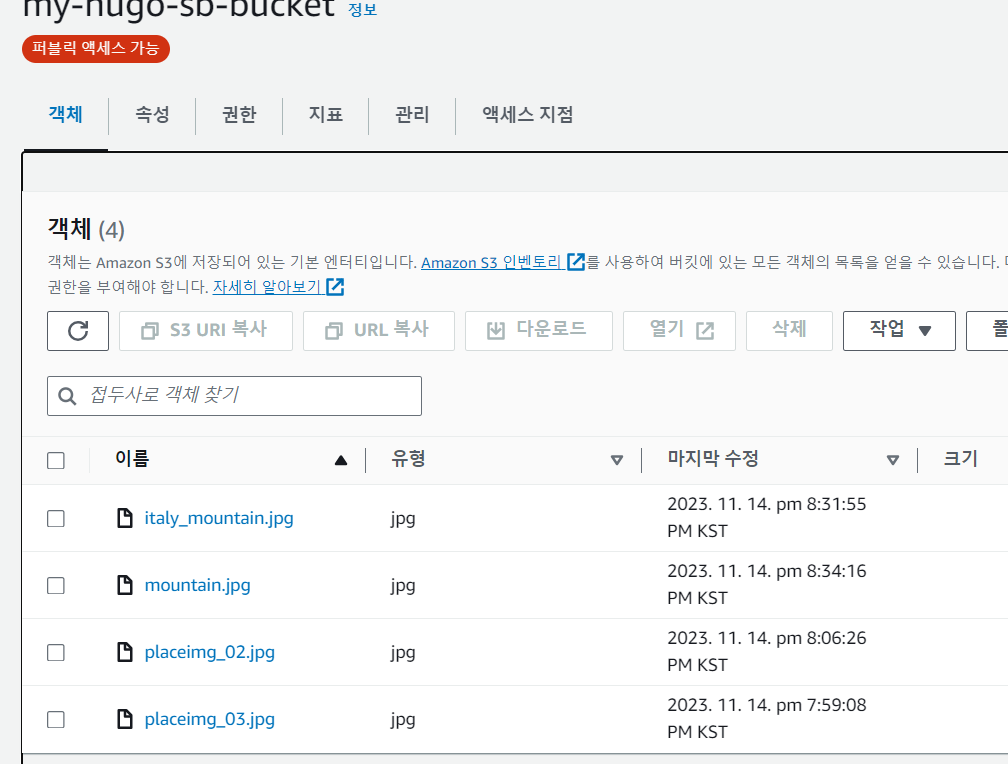 my-hugo-sb-bucket 정보
퍼블릭 액세스 가능
객체 속성 권한 지표 관리 액세스 지점
객체 (4)
객체는 Amazon S3에 저장되어 있는 기본 엔터티입니다. Amazon S3 인벤토리 를 사용하여 버킷에 있는 모든 객체의 목록을 얻을 수 있습니다.
권한을 부여해야 합니다. 자세히 알아보기
S3 URI 복사 URL 복사 다운로드 열기 삭제 작업 폴
접두사로 객체 찾기
이름 유형 마지막 수정 크기
italy_mountain.jpg jpg 2023. 11. 14. pm 8:31:55
PM KST
mountain.jpg jpg 2023. 11. 14. pm 8:34:16
PM KST
placeimg_02.jpg jpg 2023. 11. 14. pm 8:06:26
PM KST
placeimg_03.jpg jpg 2023. 11. 14. pm 7:59:08
PM KST